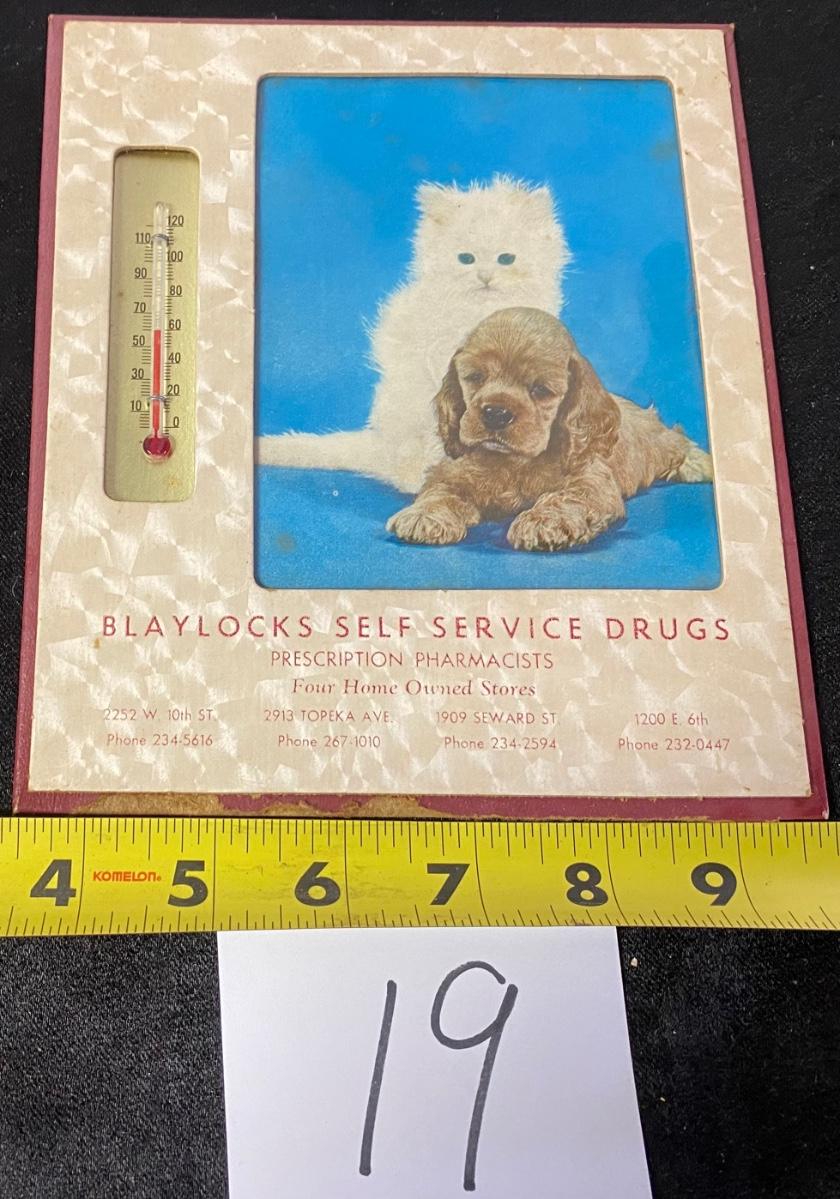 120
110
100
90
80
70
60
50
40
30
20
10
0
BLAYLOCKS SELF SERVICE DRUGS
PRESCRIPTION PHARMACISTS
Four Home Owned Stores
2252 W. 10th ST. 2913 TOPEKA AVE. 1909 SEWARD ST. 1200 E. 6th
Phone 234-5616 Phone 267-1010 Phone 234-2594 Phone 232-0447
4 KOMELON® 5 6 7 8 9
19